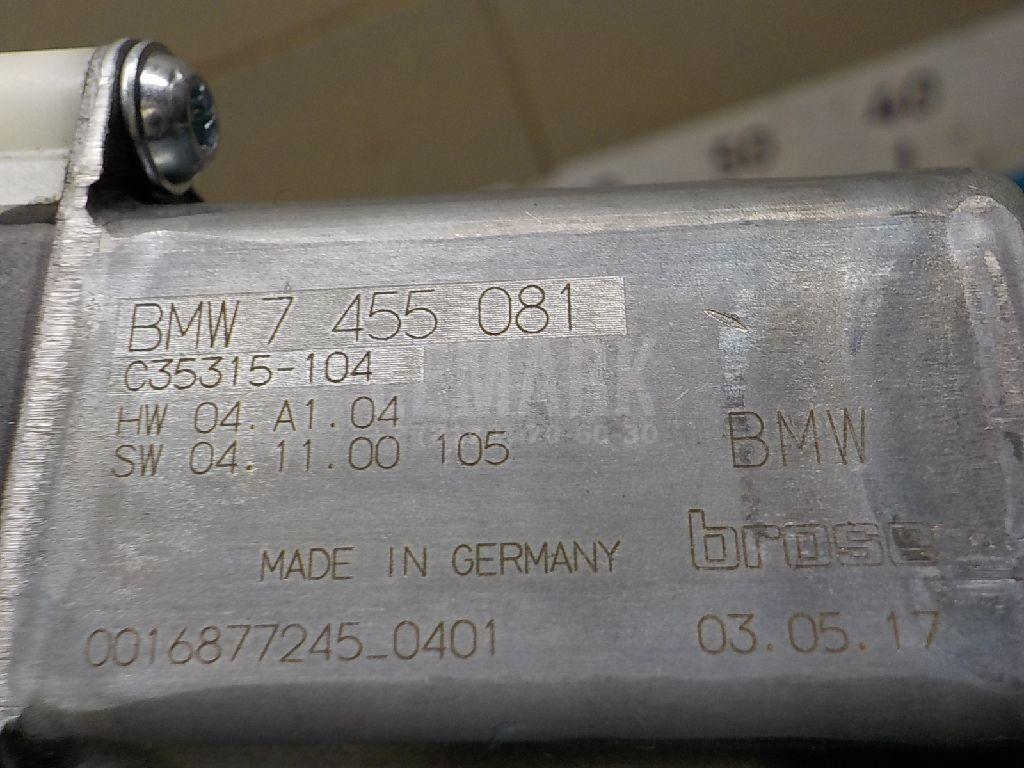 40
BMW 7 455 081
C35315-104
HW 04.A1.04
SW 04.11.00 105
BMW
brose
MADE IN GERMANY
0016877245_0401
03.05.17